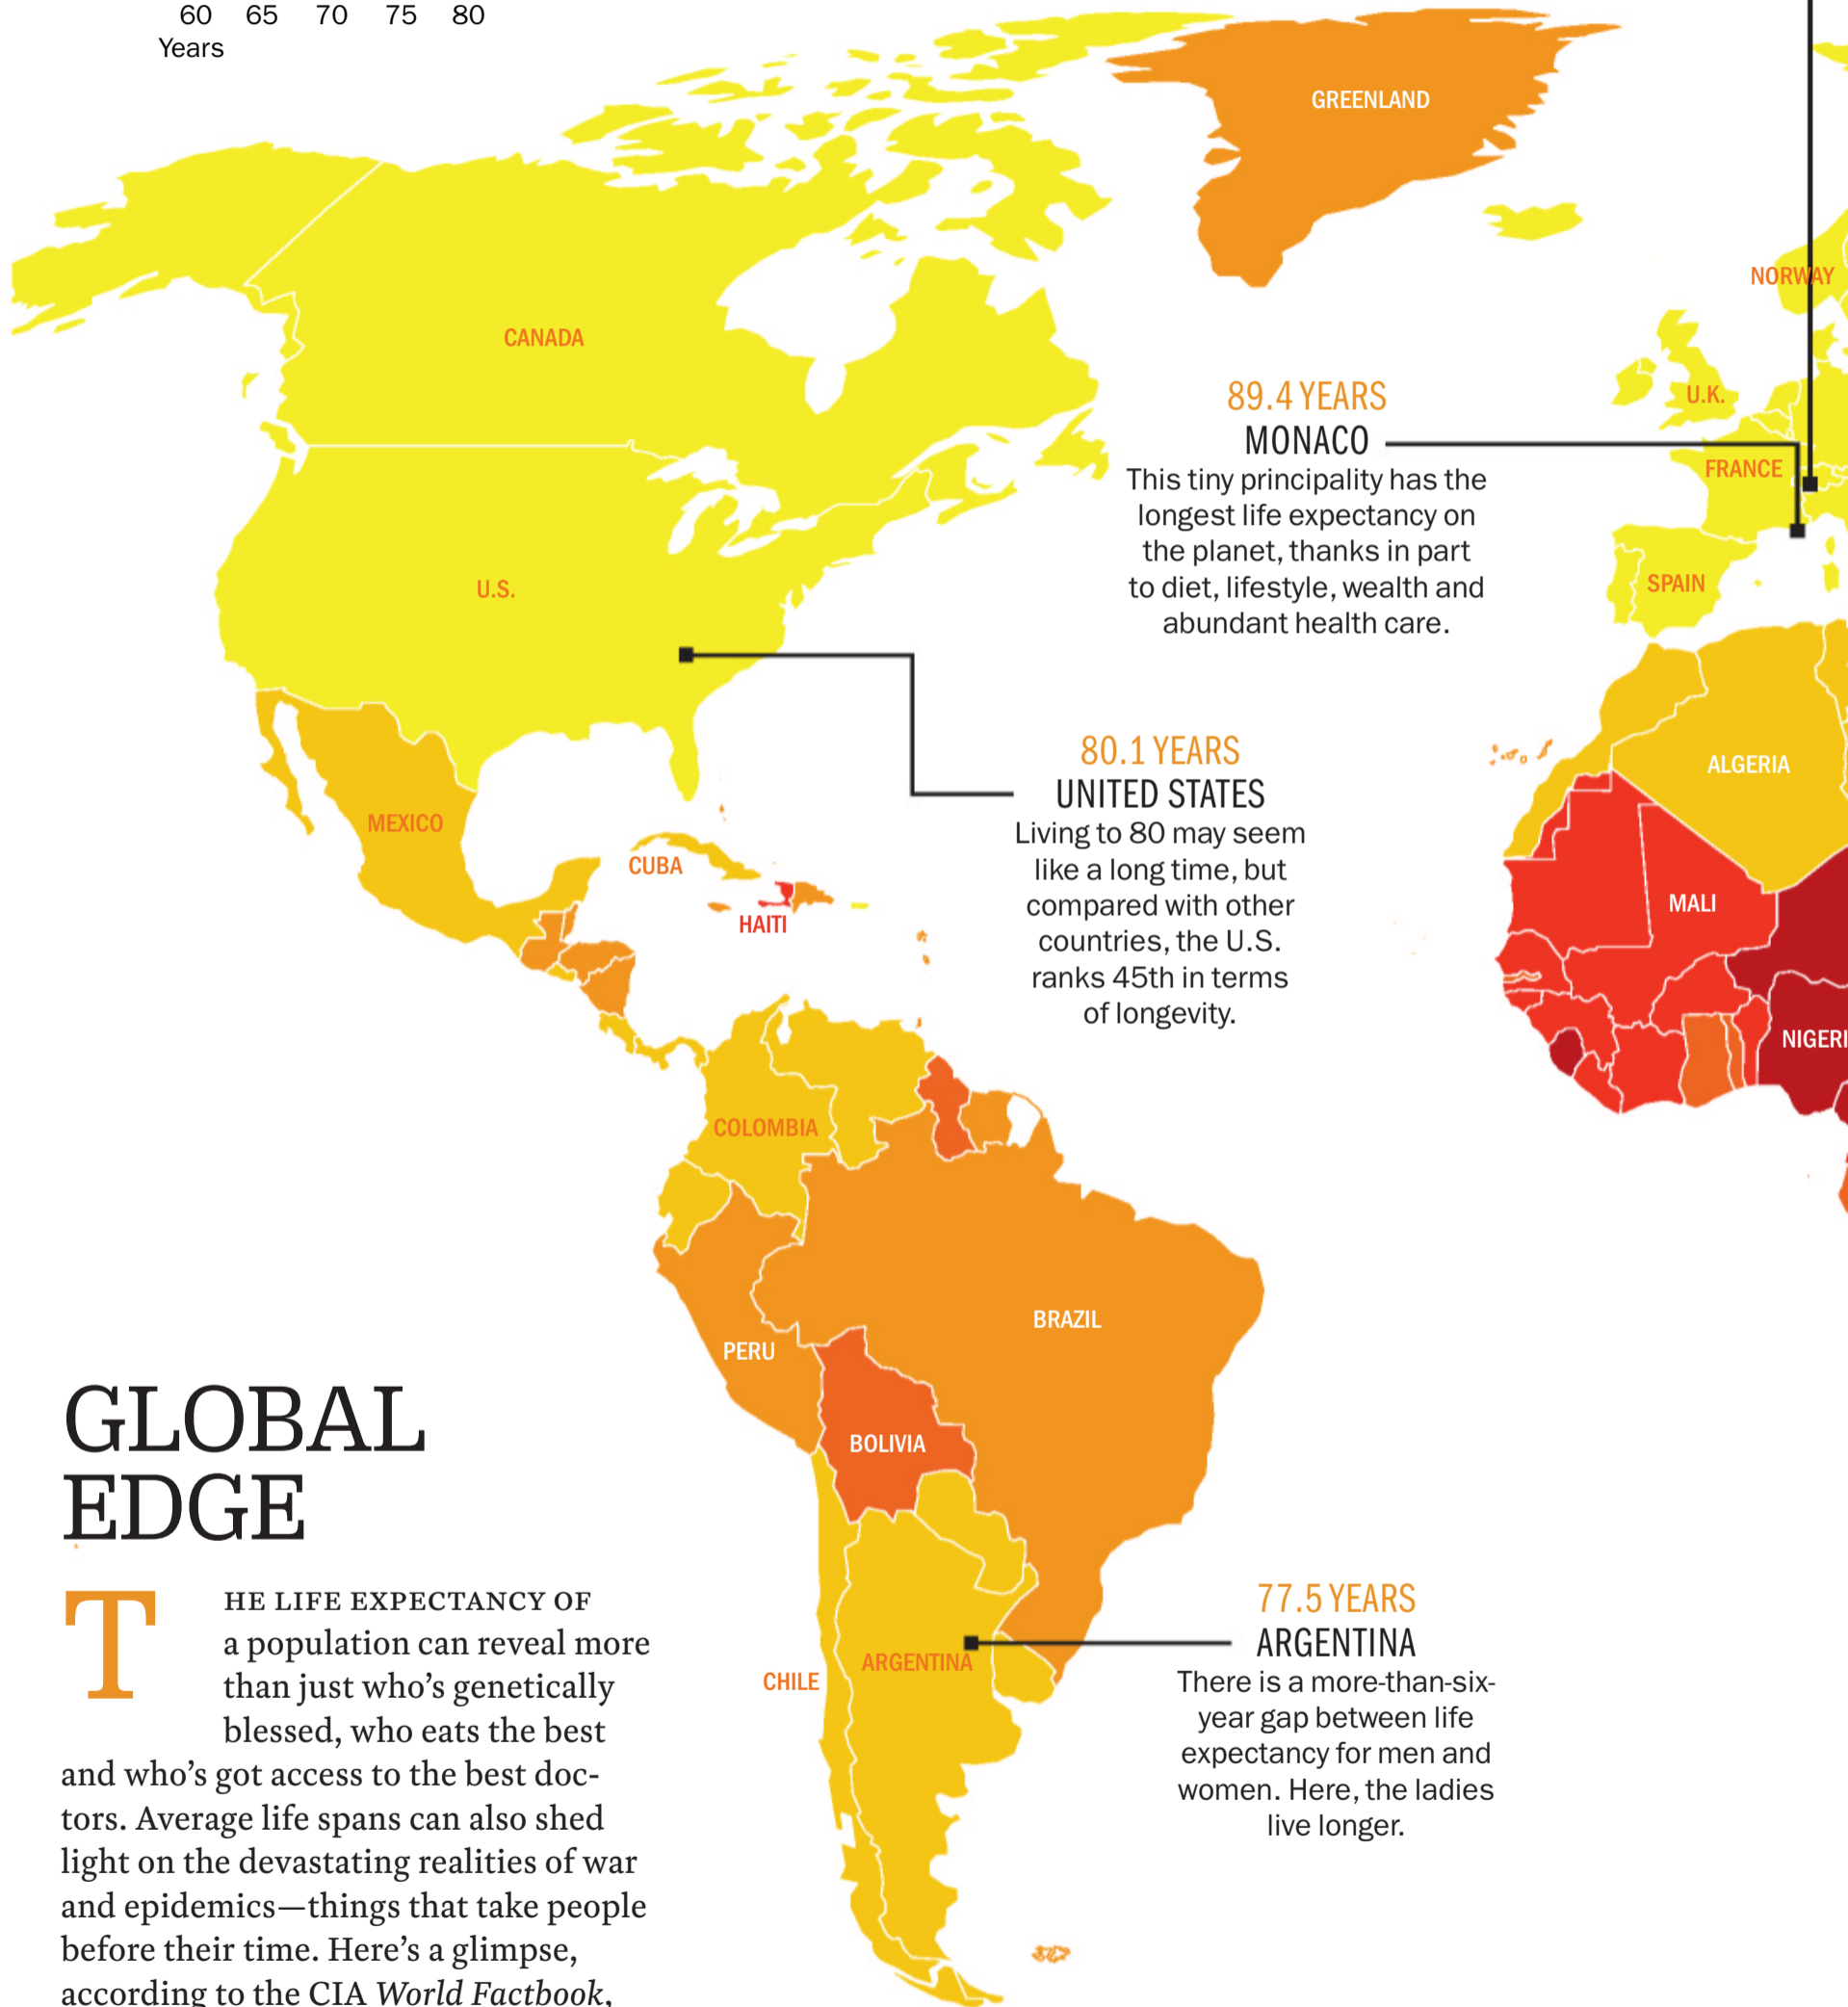 60 65 70 75 80
Years
GREENLAND
NORWAY
CANADA
U.K.
FRANCE
SPAIN
89.4 YEARS
MONACO
This tiny principality has the
longest life expectancy on
the planet, thanks in part
to diet, lifestyle, wealth and
abundant health care.
U.S.
80.1 YEARS
UNITED STATES
Living to 80 may seem
like a long time, but
compared with other
countries, the U.S.
ranks 45th in terms
of longevity.
MEXICO
CUBA
HAITI
ALGERIA
MALI
NIGERI
COLOMBIA
BRAZIL
PERU
BOLIVIA
CHILE
ARGENTINA
77.5 YEARS
ARGENTINA
There is a more-than-six-
year gap between life
expectancy for men and
women. Here, the ladies
live longer.
GLOBAL
EDGE
THE LIFE EXPECTANCY OF
a population can reveal more
than just who’s genetically
blessed, who eats the best
and who’s got access to the best doc-
tors. Average life spans can also shed
light on the devastating realities of war
and epidemics—things that take people
before their time. Here’s a glimpse,
according to the CIA World Factbook,